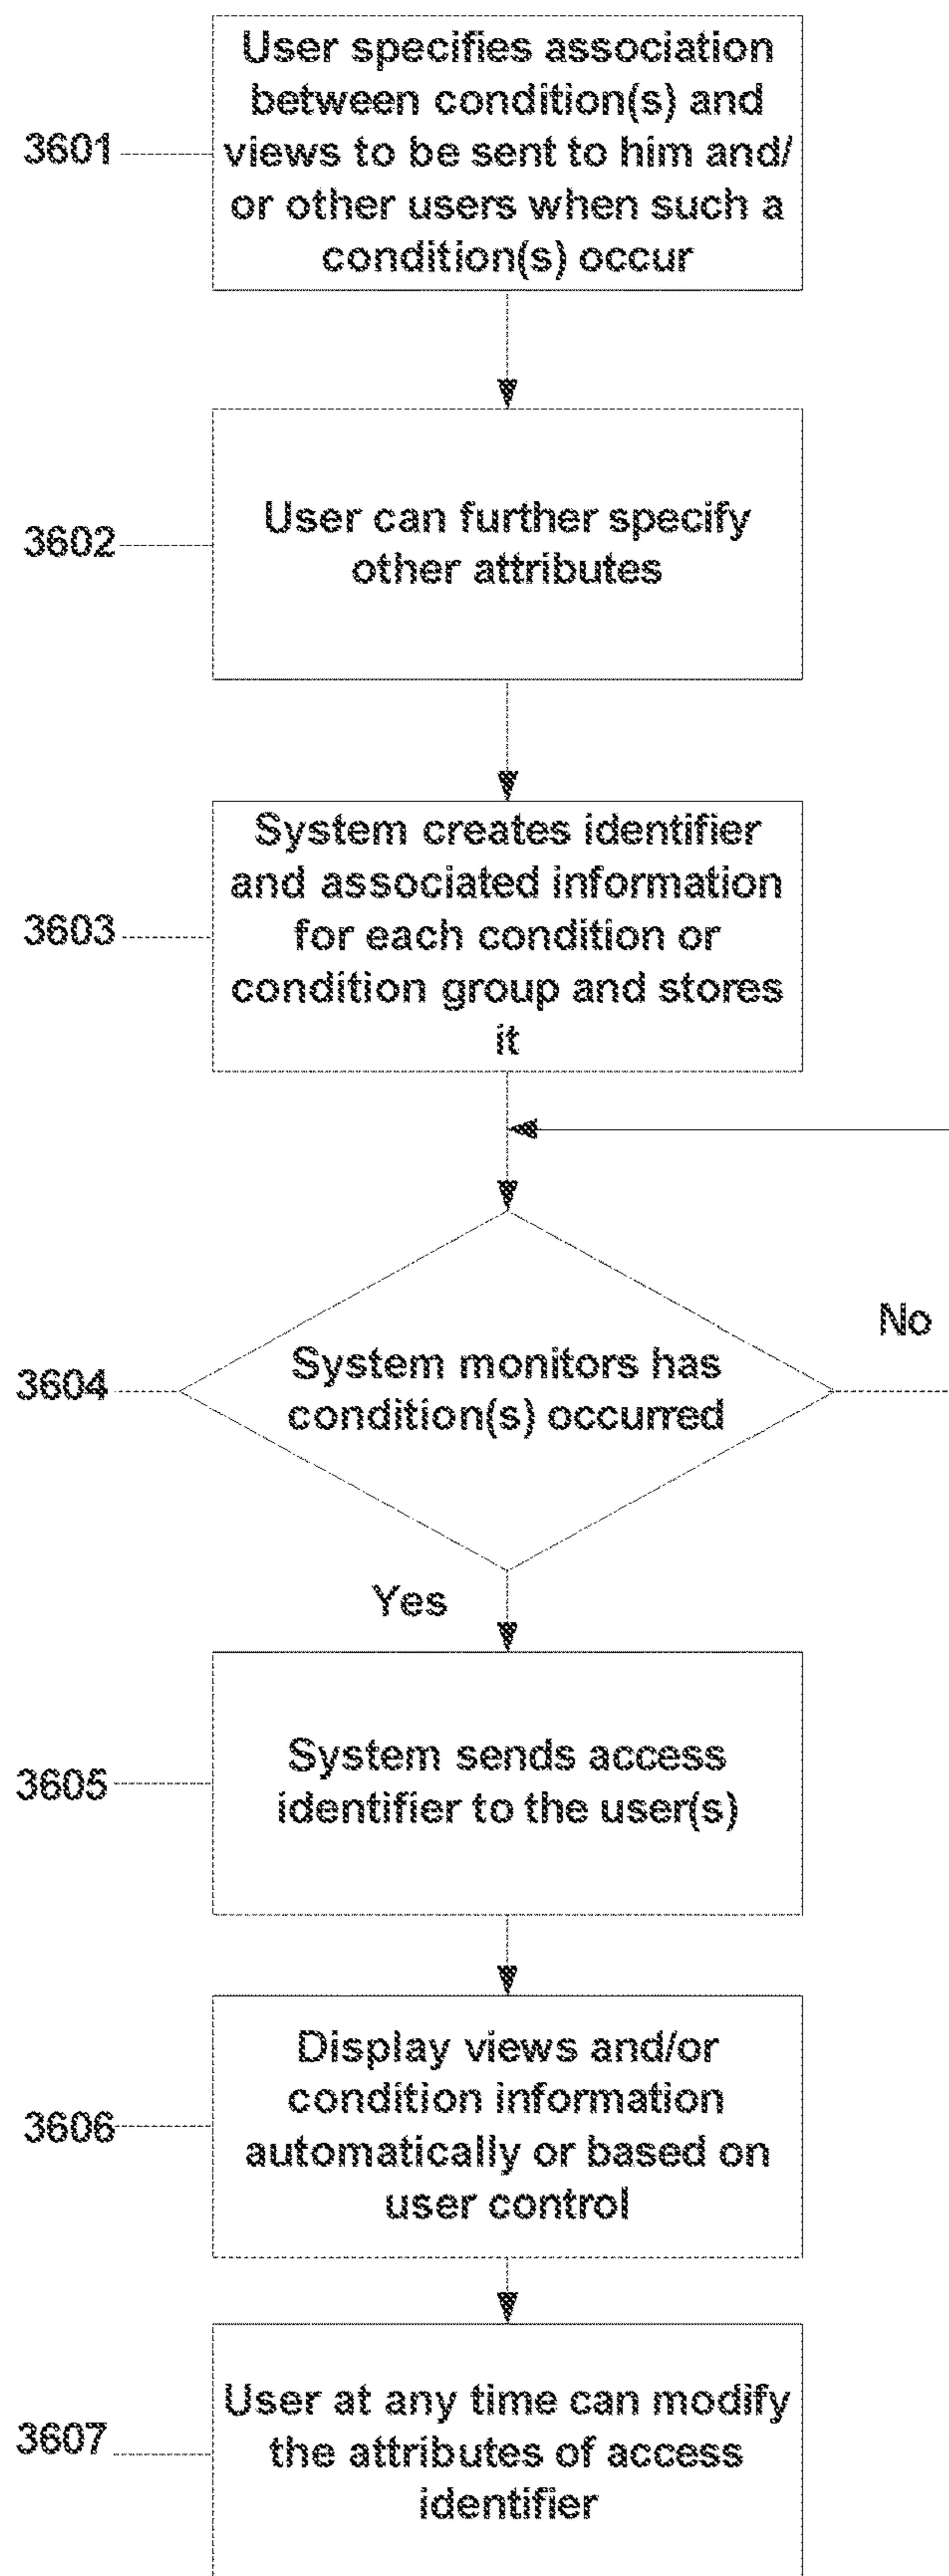 User specifies association
between condition(s) and
3601
views to be sent to him and/
or other users when such a
condition(s) occur
User can further specify
3602
other attributes
System creates identifier
and associated information
3603
for each condition or
condition group and stores
it
No
System monitors has
3604
condition(s) occurred
Yes
System sends access
3605
identifier to the user(s)
Display views and/or
condition information
3606
automatically or based on
user control
User at any time can modify
3607
the attributes of access
identifier